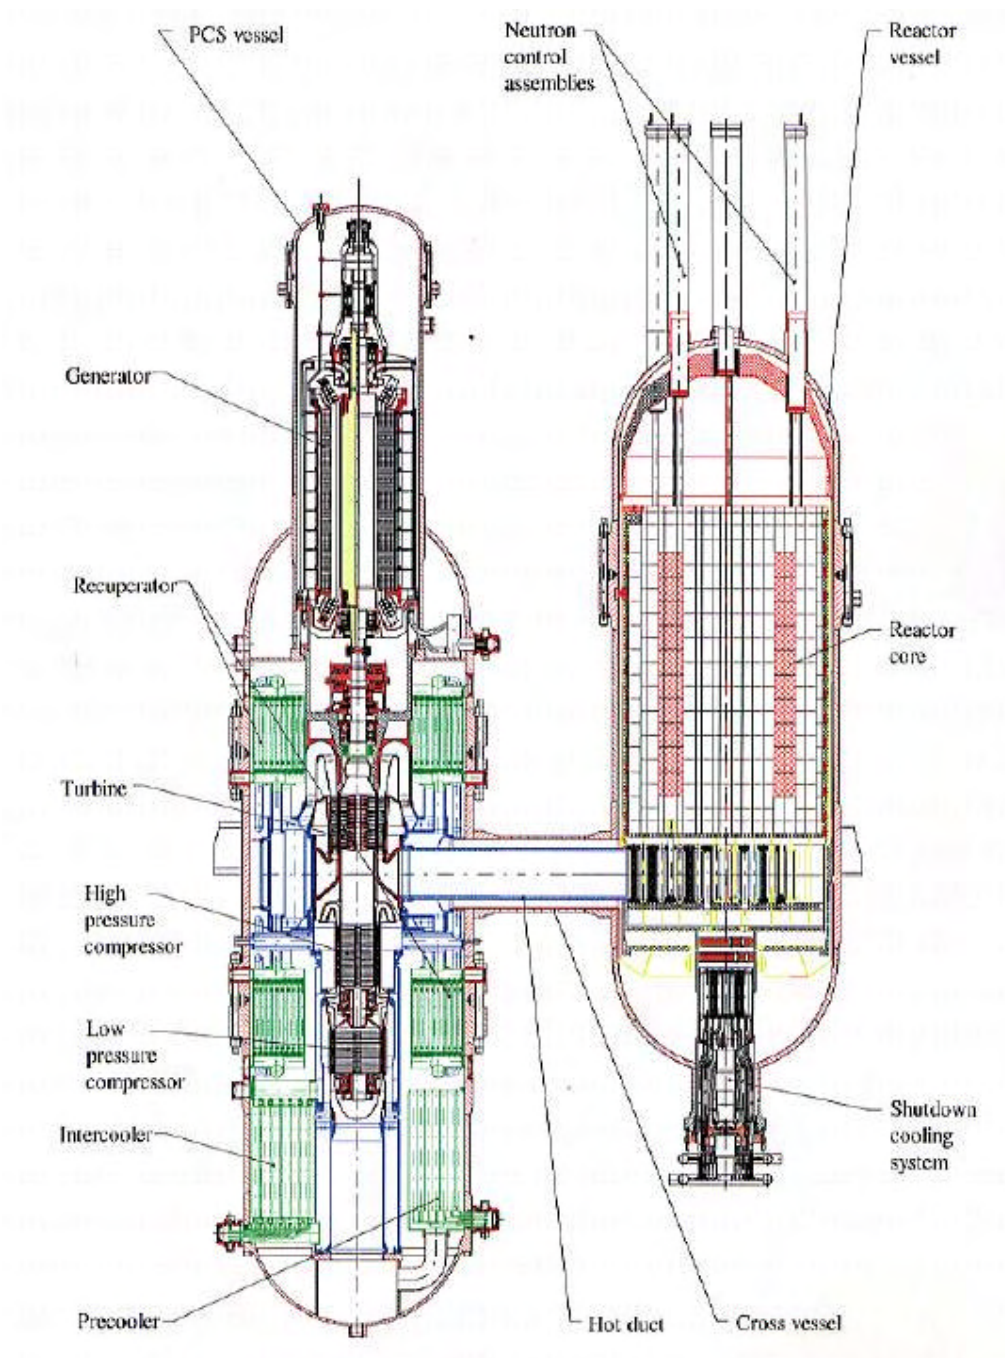 PCS vessel
Neutron
control
assemblies
Reactor
vessel
Generator
Recuperator
Reactor
core
Turbine
High
pressure
compressor
Low
pressure
compressor
Shutdown
cooling
system
Intercooler
Precooler
Hot duct
Cross vessel